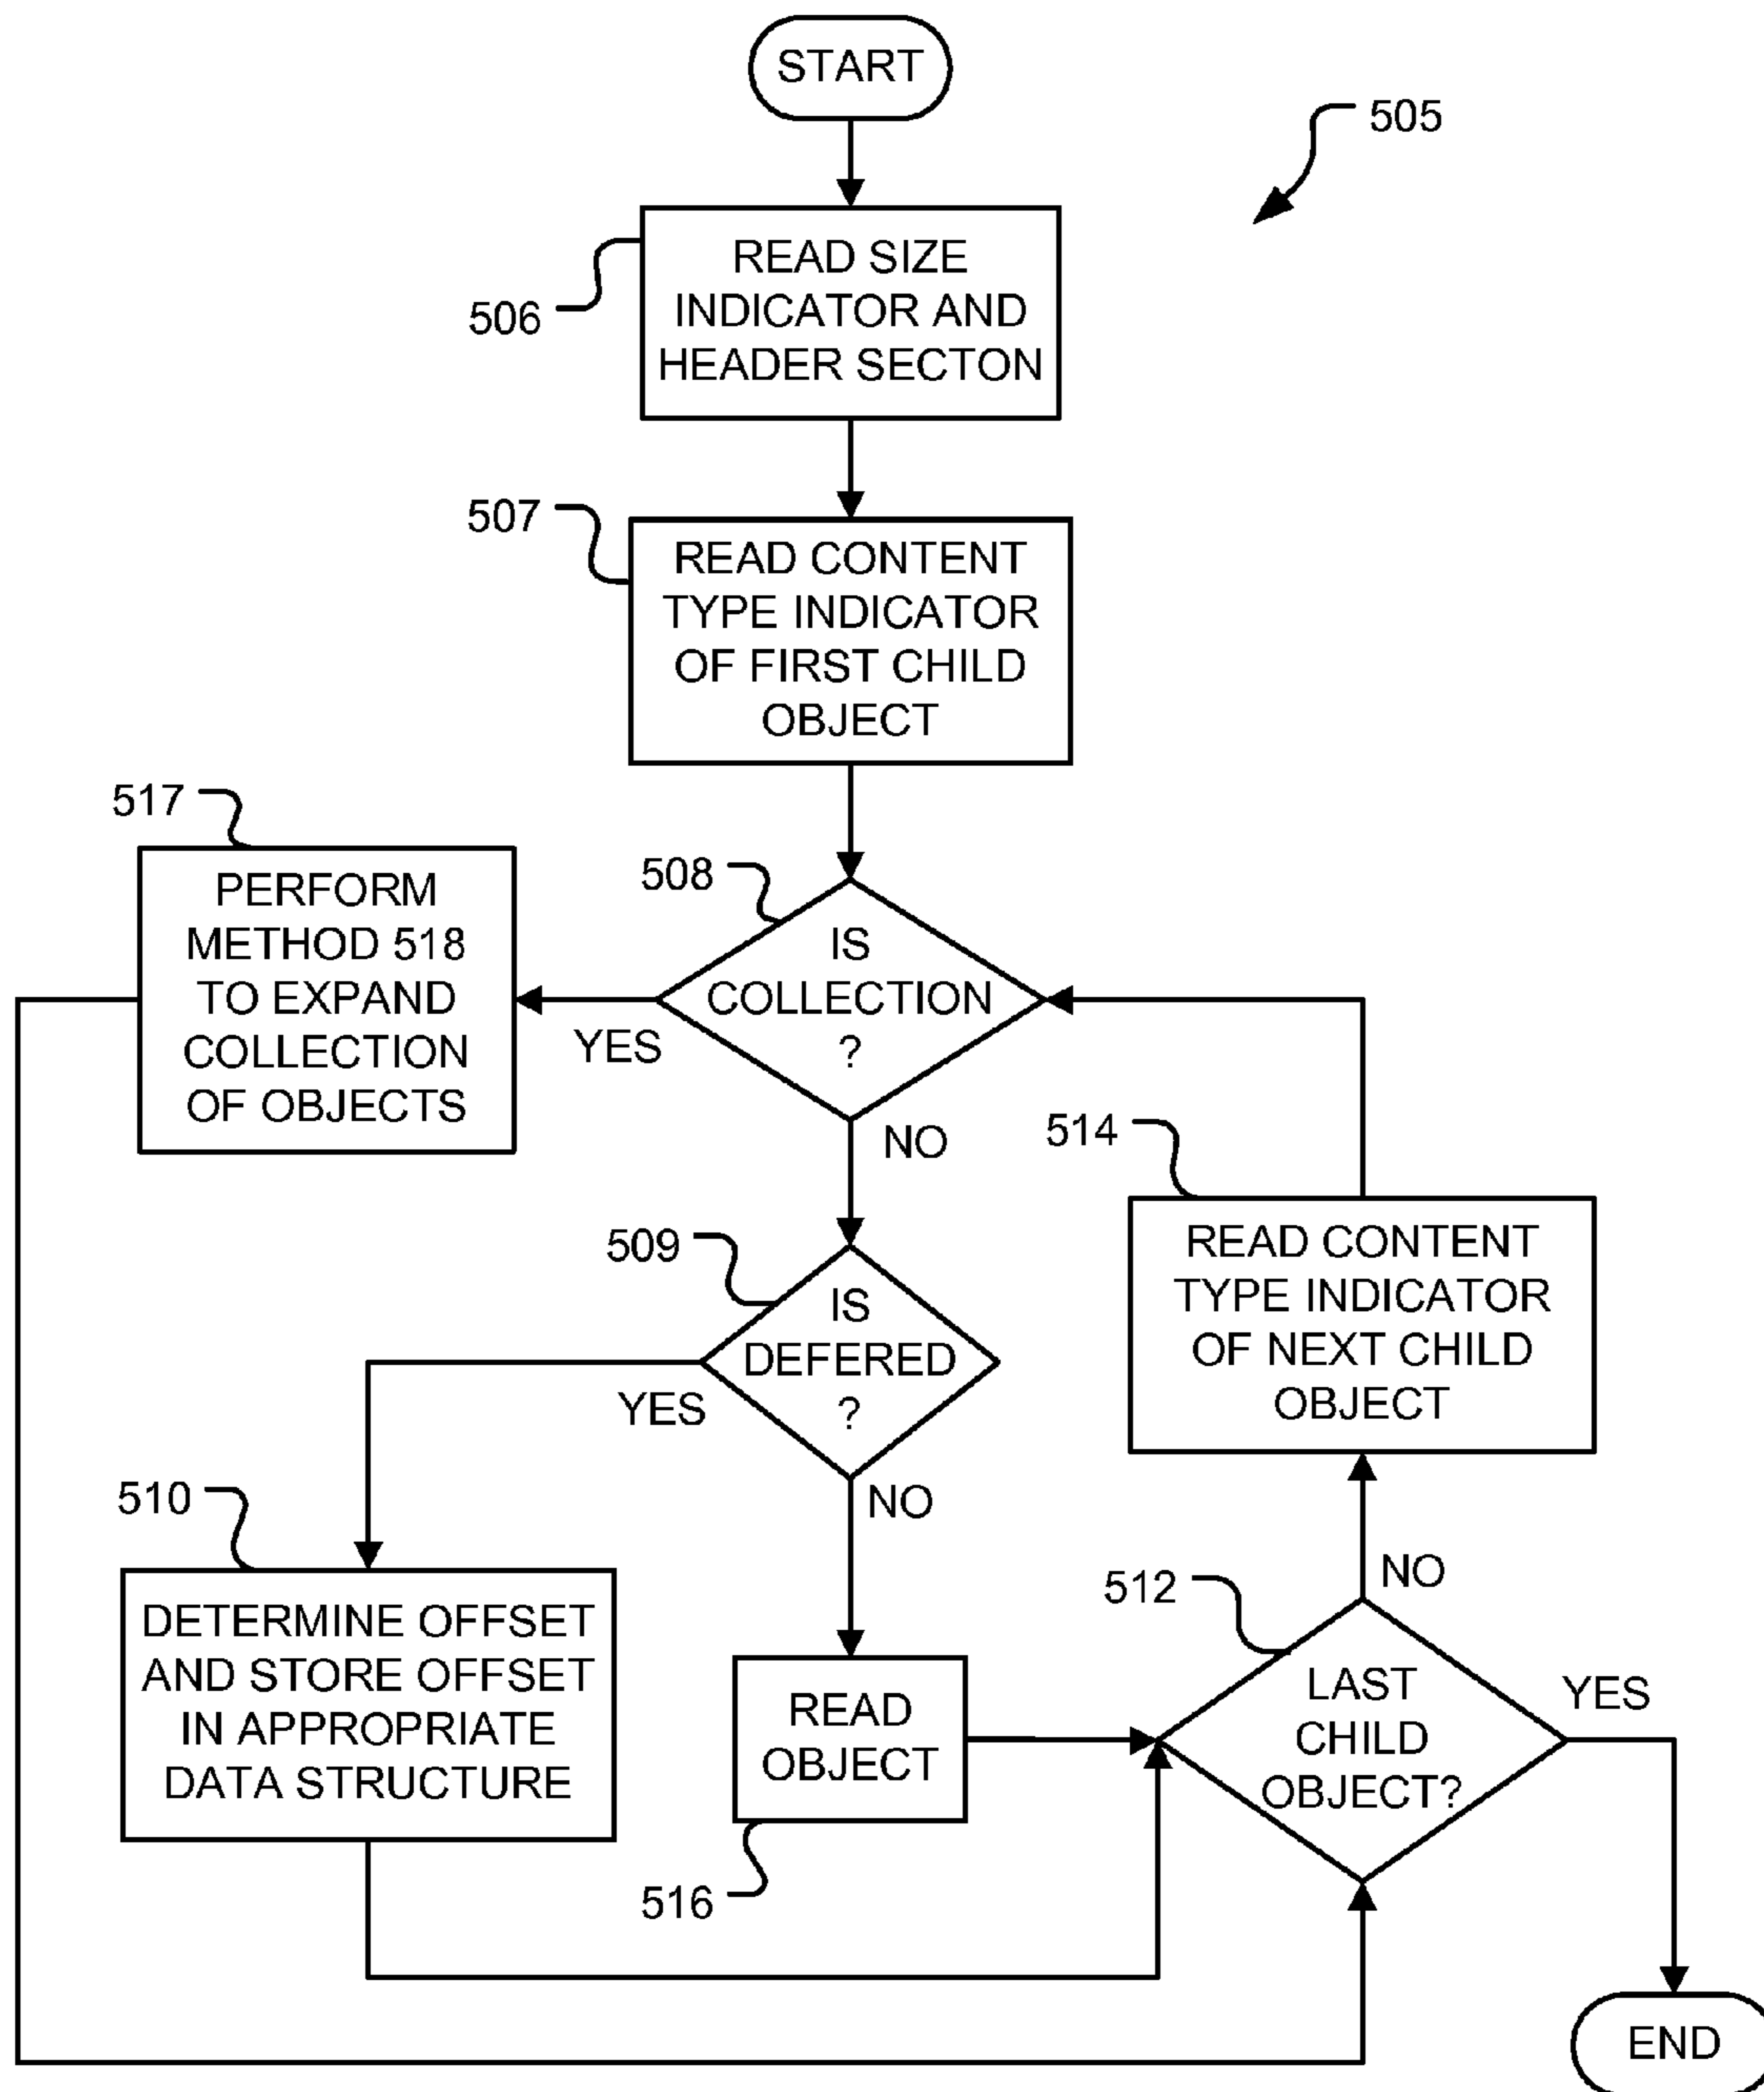 START
505
506
READ SIZE
INDICATOR AND
HEADER SECTON
507
READ CONTENT
TYPE INDICATOR
OF FIRST CHILD
OBJECT
517
PERFORM
METHOD 518
TO EXPAND
COLLECTION
OF OBJECTS
508
IS
COLLECTION
?
YES
NO
514
READ CONTENT
TYPE INDICATOR
OF NEXT CHILD
OBJECT
509
IS
DEFERED
?
YES
NO
510
DETERMINE OFFSET
AND STORE OFFSET
IN APPROPRIATE
DATA STRUCTURE
READ
OBJECT
516
512
NO
LAST
CHILD
OBJECT?
YES
END